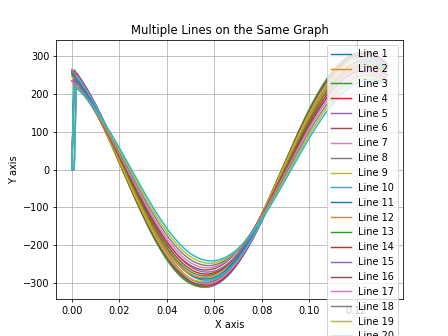 Multiple Lines on the Same Graph
300
200
100
0
−100
−200
−300
Y axis
0.00
0.02
0.04
0.06
0.08
0.10
X axis
Line 1
Line 2
Line 3
Line 4
Line 5
Line 6
Line 7
Line 8
Line 9
Line 10
Line 11
Line 12
Line 13
Line 14
Line 15
Line 16
Line 17
Line 18
Line 19
Line 20